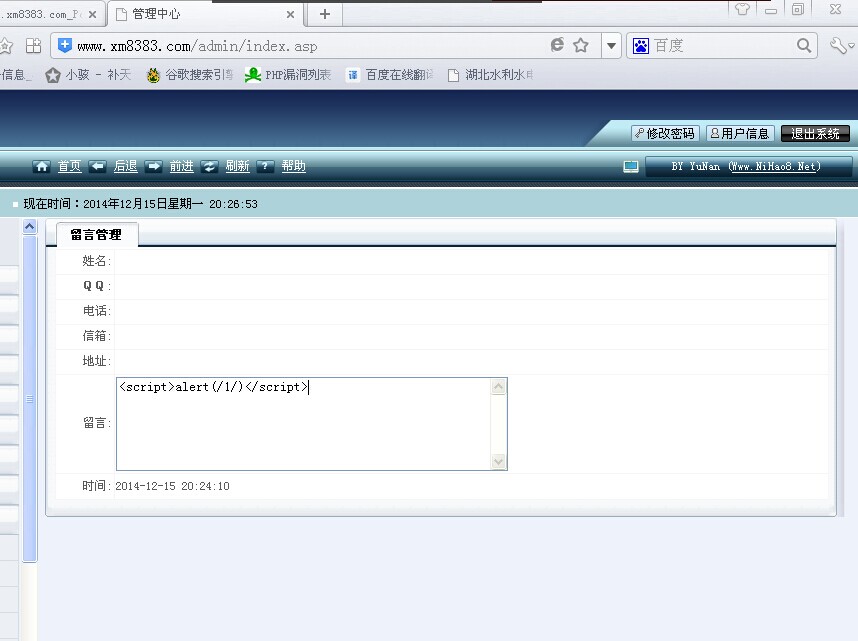 .xm8383.com_P
管理中心
www.xm8383.com/admin/index.asp
百度
信息_
小骇 - 补天
谷歌搜索引
PHP漏洞列表
译 百度在线翻
湖北水利水
修改密码 用户信息 退出系统
首页 后退 前进 刷新 ? 帮助
BY YuNan (Www.NiHao8.Net)
现在时间：2014年12月15日星期一 20:26:53
留言管理
姓名:
Q Q :
电话:
信箱:
地址:
<script>alert(/1/)</script>
留言:
时间: 2014-12-15 20:24:10